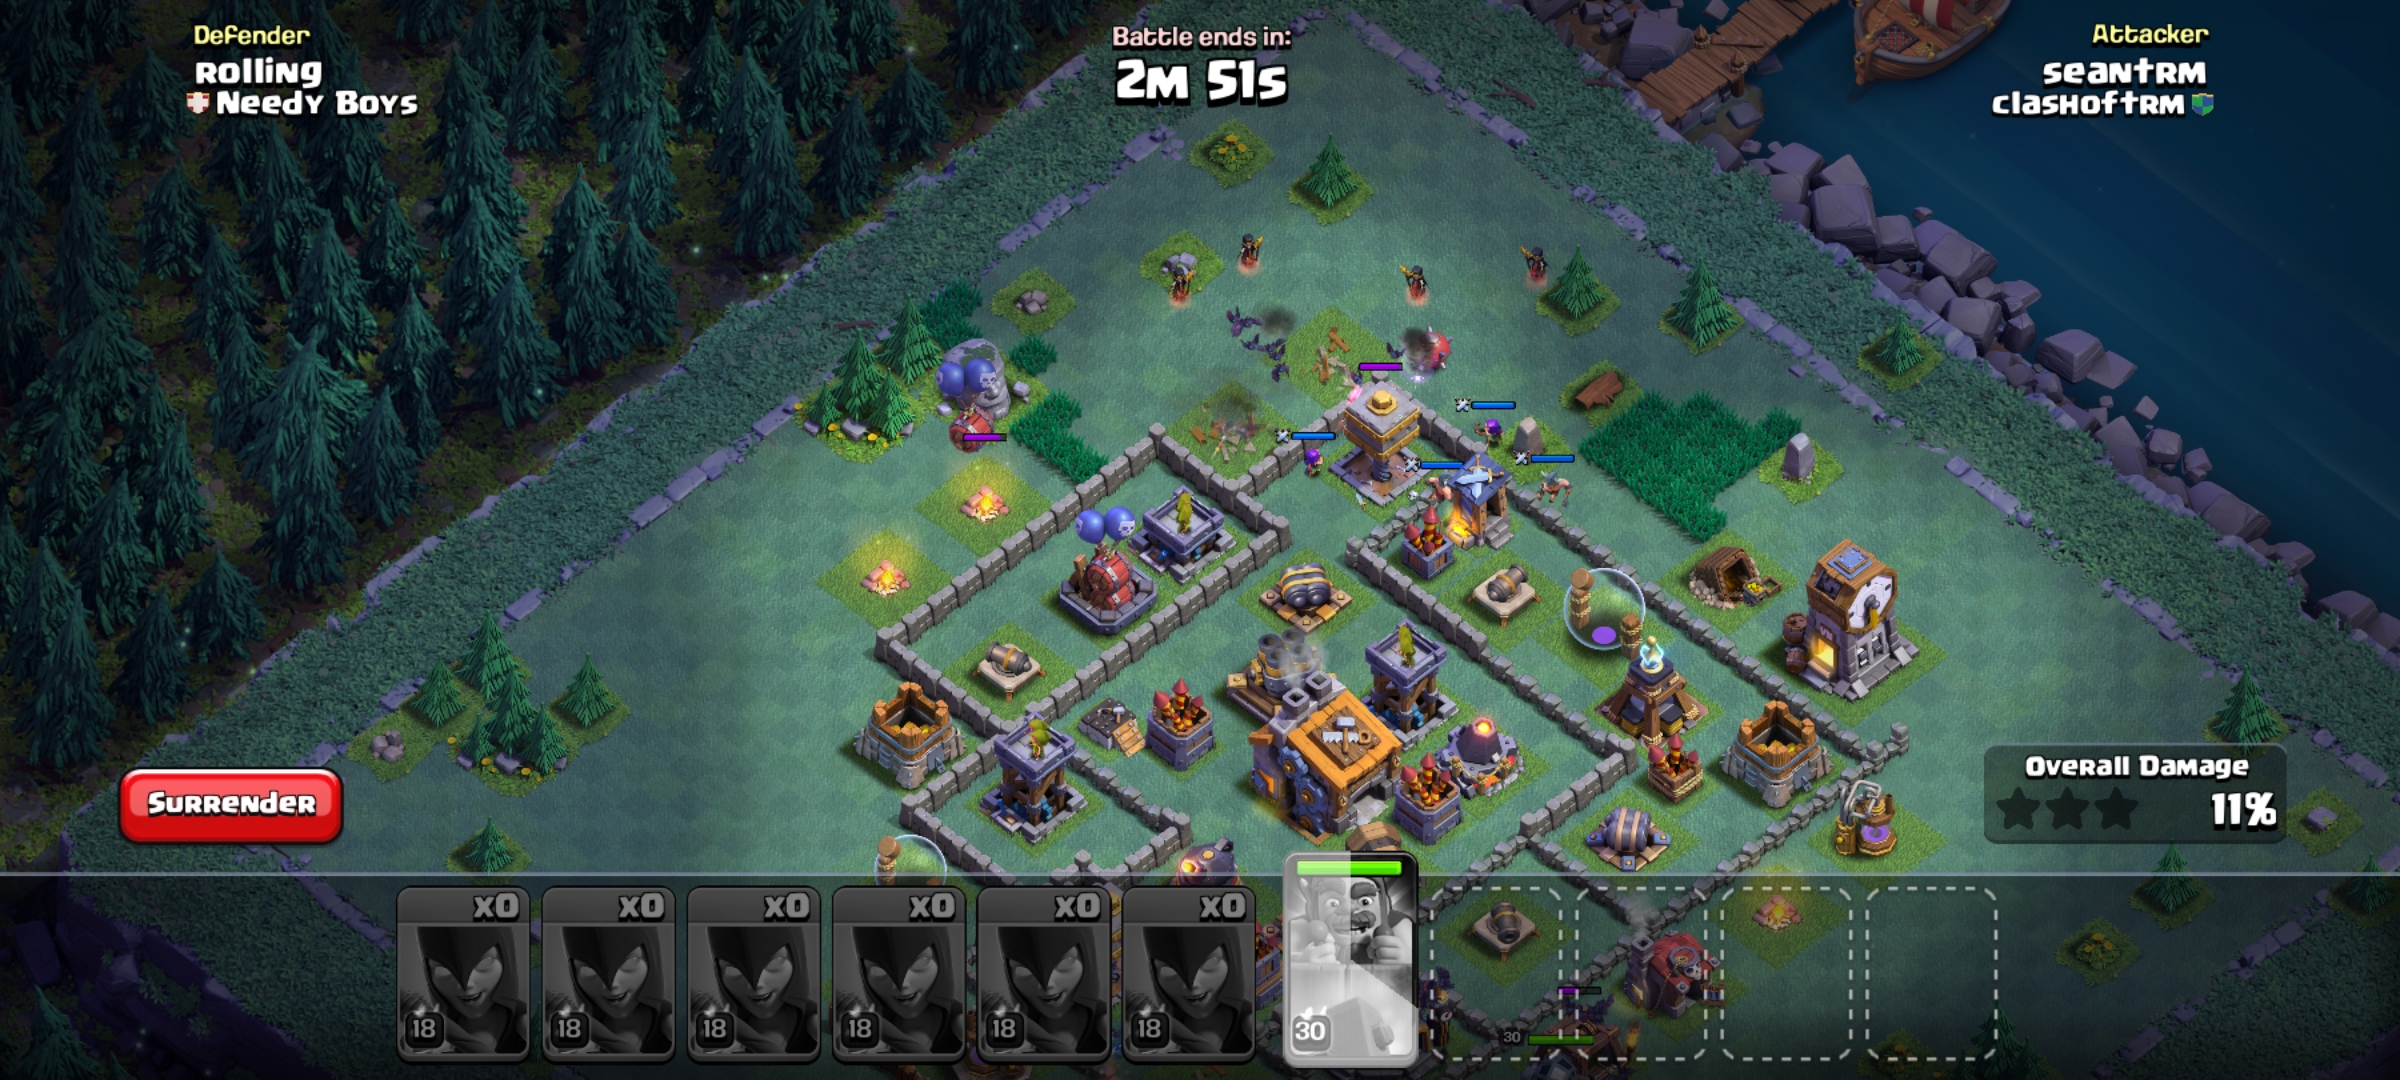 Defender
Rolling
Needy Boys
Battle ends in:
2M 51S
Attacker
seantRM
clashoftRM
Surrender
Overall Damage
11%
x0
x0
x0
x0
x0
x0
18
18
18
18
18
18
30
30